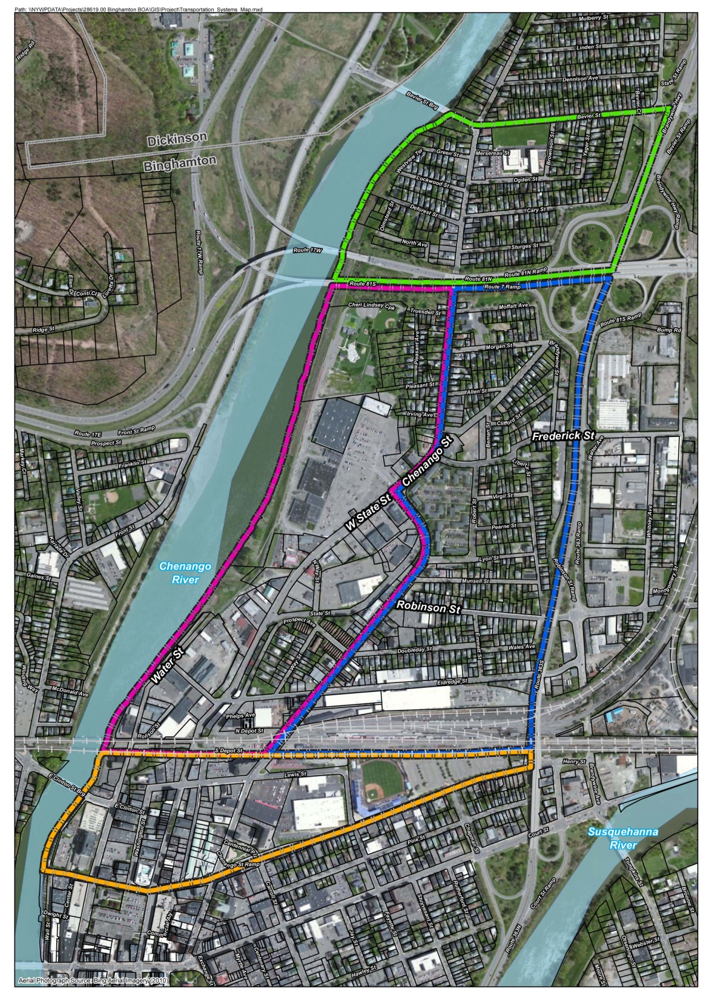 Path: \\NYWPDATA\Projects\28619.00 Binghamton BOA\GIS\Project\Transportation_Systems_Map.mxd
Mulberry St
Ridge Rd
Linden St
State St Ramp
Dennison Ave
Bevier St Brg
Bevier Ct
Bevier St
Brandywine Hwy
Dickinson
Bevier St Ramp
Brownson St
Yager St
Green St
Mersereau St
Westview Ter
Binghamton
Lockwood St
Ogden St
Brandywine Hwy Ramp
Olmstead St
Deforest St
Cary St
North Ave
Sturges St
Route 17W
Route 17W Ramp
Route 81N Ramp
Route 81N
Route 81S
Route 7 Ramp
Ellen Dr
Conti Ct
Loretta Dr
Cheri Lindsey Cpk
Truesdell St
Moffatt Ave
Route 81S Ramp
Ridge St
Bump Rd
Pleasant Ave
Morgan St
Brandywine St
Pleasant St
Allen St
Irving Ave
Clifford St
Beman St
Front St Ramp
Route 17E
Prospect St
Frederick St
Walter Ave
Markay Ct
Franklin St
Chenango St
Liberty St
Valley St
W State St
Virgil St
Robert St
Whitney Ave
Pearne St
Front St
Route 363 Ramp
Karlada Dr
Lyon St
Chenango
River
N Way St
Robinson St Ramp
Gaines St
Munsell St
Montgomery St
Robinson St
State St
Prospect Ave
Emmett St
Wales Ave
Doubleday St
Way St
Water St
Route 363S
Winding Way
McDonald Ave
Eldredge St
Phelps Ave
Rollson St
N Depot St
S Depot St
Henry St
Lewis St
Brandywine Ave
E Clinton St Brg
E Clinton St
Washington St
Court St
Susquehanna
River
Chapman St
Pine St
Centennial Plz
Chenango St Ramp
Tompkins St
Center St
Carroll St
Rutherford St
Court St Ramp
Broome St
Stuyvesant St
Dwight St
Fayette St
Commercial Aly
Wall St
Jay St
Route 363N
Webster St
Otseningo St
Exchange St
Myrtle Ave
Centenary St
Hawley St
Moore St
Aerial Photograph Source: Bing Aerial Imagery (2010)